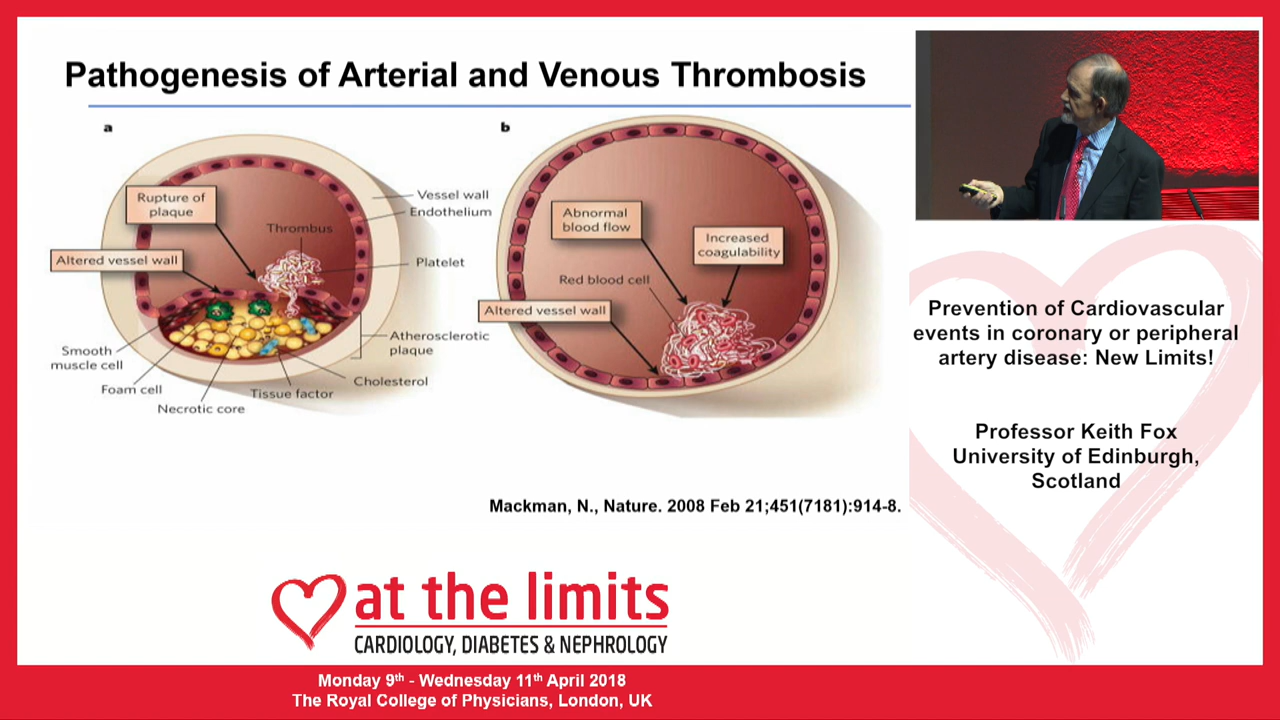 Pathogenesis of Arterial and Venous Thrombosis
a
Rupture of
plaque
Altered vessel wall
Thrombus
Vessel wall
Endothelium
Platelet
Atherosclerotic
plaque
Cholesterol
Tissue factor
Necrotic core
Foam cell
Smooth
muscle cell
b
Abnormal
blood flow
Increased
coagulability
Red blood cell
Altered vessel wall
Mackman, N., Nature. 2008 Feb 21;451(7181):914-8.
Prevention of Cardiovascular
events in coronary or peripheral
artery disease: New Limits!
Professor Keith Fox
University of Edinburgh,
Scotland
at the limits
CARDIOLOGY, DIABETES & NEPHROLOGY
Monday 9th - Wednesday 11th April 2018
The Royal College of Physicians, London, UK